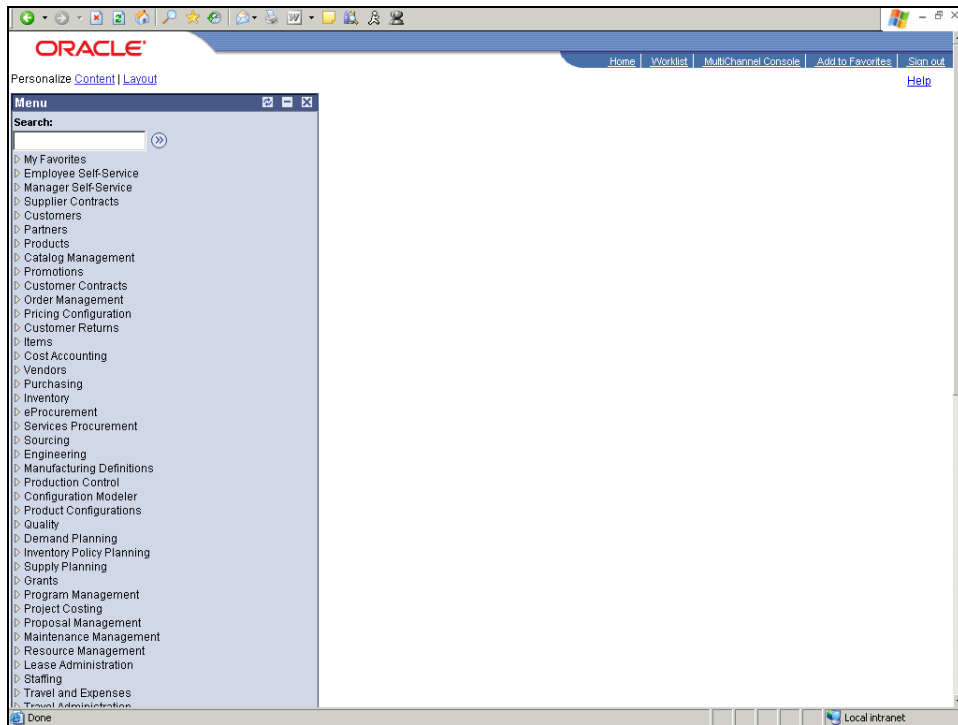 ORACLE
Home | Worklist | MultiChannel Console | Add to Favorites | Sign out
Personalize Content | Layout
Help
Menu
Search:
My Favorites
Employee Self-Service
Manager Self-Service
Supplier Contracts
Customers
Partners
Products
Catalog Management
Promotions
Customer Contracts
Order Management
Pricing Configuration
Customer Returns
Items
Cost Accounting
Vendors
Purchasing
Inventory
eProcurement
Services Procurement
Sourcing
Engineering
Manufacturing Definitions
Production Control
Configuration Modeler
Product Configurations
Quality
Demand Planning
Inventory Policy Planning
Supply Planning
Grants
Program Management
Project Costing
Proposal Management
Maintenance Management
Resource Management
Lease Administration
Staffing
Travel and Expenses
Travel Administration
Done
Local intranet